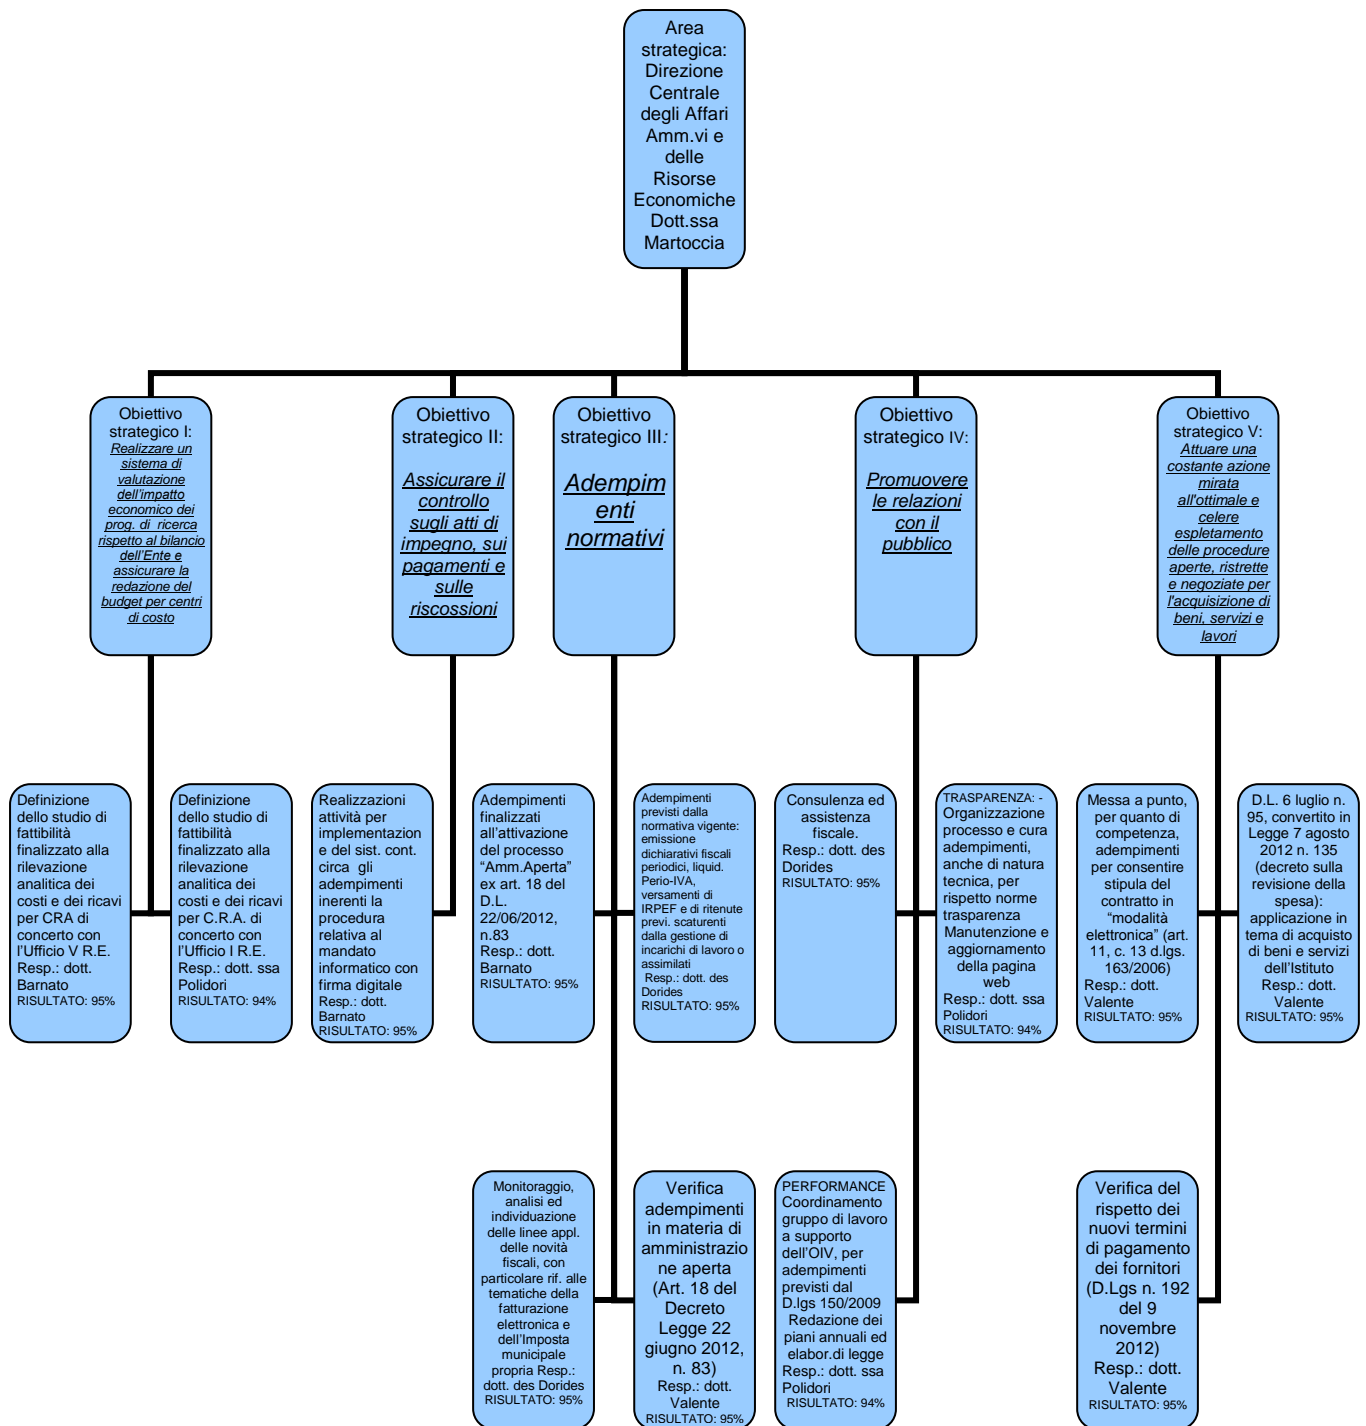 Area
strategica:
Direzione
Centrale
degli Affari
Amm.vi e
delle
Risorse
Economiche
Dott.ssa
Martoccia
Obiettivo
strategico I:
Realizzare un
sistema di
valutazione
dell'impatto
economico dei
prog. di ricerca
rispetto al bilancio
dell'Ente e
assicurare la
redazione del
budget per centri
di costo
Obiettivo
strategico II:
Assicurare il
controllo
sugli atti di
impegno, sui
pagamenti e
sulle
riscossioni
Obiettivo
strategico III:
Adempim
enti
normativi
Obiettivo
strategico IV:
Promuovere
le relazioni
con il
pubblico
Obiettivo
strategico V:
Attuare una
costante azione
mirata
all'ottimale e
celere
espletamento
delle procedure
aperte, ristrette
e negoziate per
l'acquisizione di
beni, servizi e
lavori
Definizione
dello studio di
fattibilità
finalizzato alla
rilevazione
analitica dei
costi e dei ricavi
per CRA di
concerto con
l'Ufficio V R.E.
Resp.: dott.
Barnato
RISULTATO: 95%
Definizione
dello studio di
fattibilità
finalizzato alla
rilevazione
analitica dei
costi e dei ricavi
per C.R.A. di
concerto con
l'Ufficio I R.E.
Resp.: dott. ssa
Polidori
RISULTATO: 94%
Realizzazioni
attività per
implementazion
e del sist. cont.
circa gli
adempimenti
inerenti la
procedura
relativa al
mandato
informatico con
firma digitale
Resp.: dott.
Barnato
RISULTATO: 95%
Adempimenti
finalizzati
all'attivazione
del processo
"Amm.Aperta"
ex art. 18 del
D.L.
22/06/2012,
n.83
Resp.: dott.
Barnato
RISULTATO: 95%
Adempimenti
previsti dalla
normativa vigente:
emissione
dichiarativi fiscali
periodici, liquid.
Perio-IVA,
versamenti di
IRPEF e di ritenute
previ. scaturenti
dalla gestione di
incarichi di lavoro o
assimilati
Resp.: dott. des
Dorides
RISULTATO: 95%
Consulenza ed
assistenza
fiscale.
Resp.: dott. des
Dorides
RISULTATO: 95%
TRASPARENZA: -
Organizzazione
processo e cura
adempimenti,
anche di natura
tecnica, per
rispetto norme
trasparenza
Manutenzione e
aggiornamento
della pagina
web
Resp.: dott. ssa
Polidori
RISULTATO: 94%
Messa a punto,
per quanto di
competenza,
adempimenti
per consentire
stipula del
contratto in
"modalità
elettronica" (art.
11, c. 13 d.lgs.
163/2006)
Resp.: dott.
Valente
RISULTATO: 95%
D.L. 6 luglio n.
95, convertito in
Legge 7 agosto
2012 n. 135
(decreto sulla
revisione della
spesa):
applicazione in
tema di acquisto
di beni e servizi
dell'Istituto
Resp.: dott.
Valente
RISULTATO: 95%
Monitoraggio,
analisi ed
individuazione
delle linee appl.
delle novità
fiscali, con
particolare rif. alle
tematiche della
fatturazione
elettronica e
dell'Imposta
municipale
propria Resp.:
dott. des Dorides
RISULTATO: 95%
Verifica
adempimenti
in materia di
amministrazio
ne aperta
(Art. 18 del
Decreto
Legge 22
giugno 2012,
n. 83)
Resp.: dott.
Valente
RISULTATO: 95%
PERFORMANCE
Coordinamento
gruppo di lavoro
a supporto
dell'OIV, per
adempimenti
previsti dal
D.lgs 150/2009
Redazione dei
piani annuali ed
elabor.di legge
Resp.: dott. ssa
Polidori
RISULTATO: 94%
Verifica del
rispetto dei
nuovi termini
di pagamento
dei fornitori
(D.Lgs n. 192
del 9
novembre
2012)
Resp.: dott.
Valente
RISULTATO: 95%